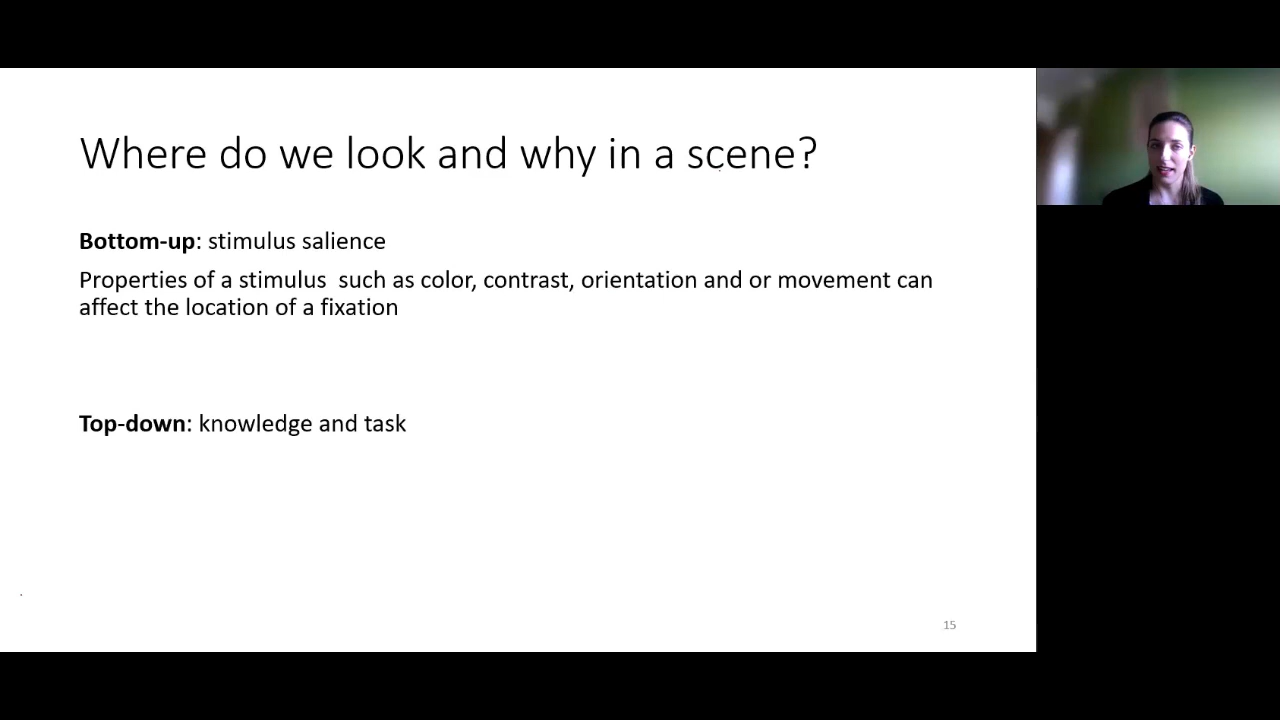 Where do we look and why in a scene?
Bottom-up: stimulus salience
Properties of a stimulus  such as color, contrast, orientation and or movement can
affect the location of a fixation
Top-down: knowledge and task
15